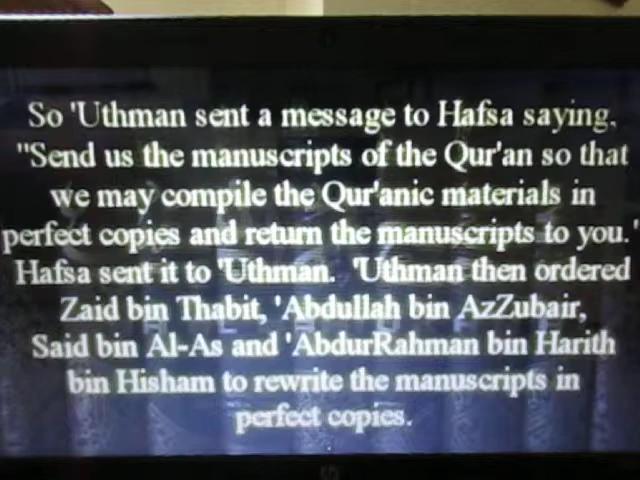 So 'Uthman sent a message to Hafsa saying,
"Send us the manuscripts of the Qur'an so that
we may compile the Qur'anic materials in
perfect copies and return the manuscripts to you.'
Hafsa sent it to 'Uthman. 'Uthman then ordered
Zaid bin Thabit, 'Abdullah bin AzZubair,
Said bin Al-As and 'AbdurRahman bin Harith
bin Hisham to rewrite the manuscripts in
perfect copies.